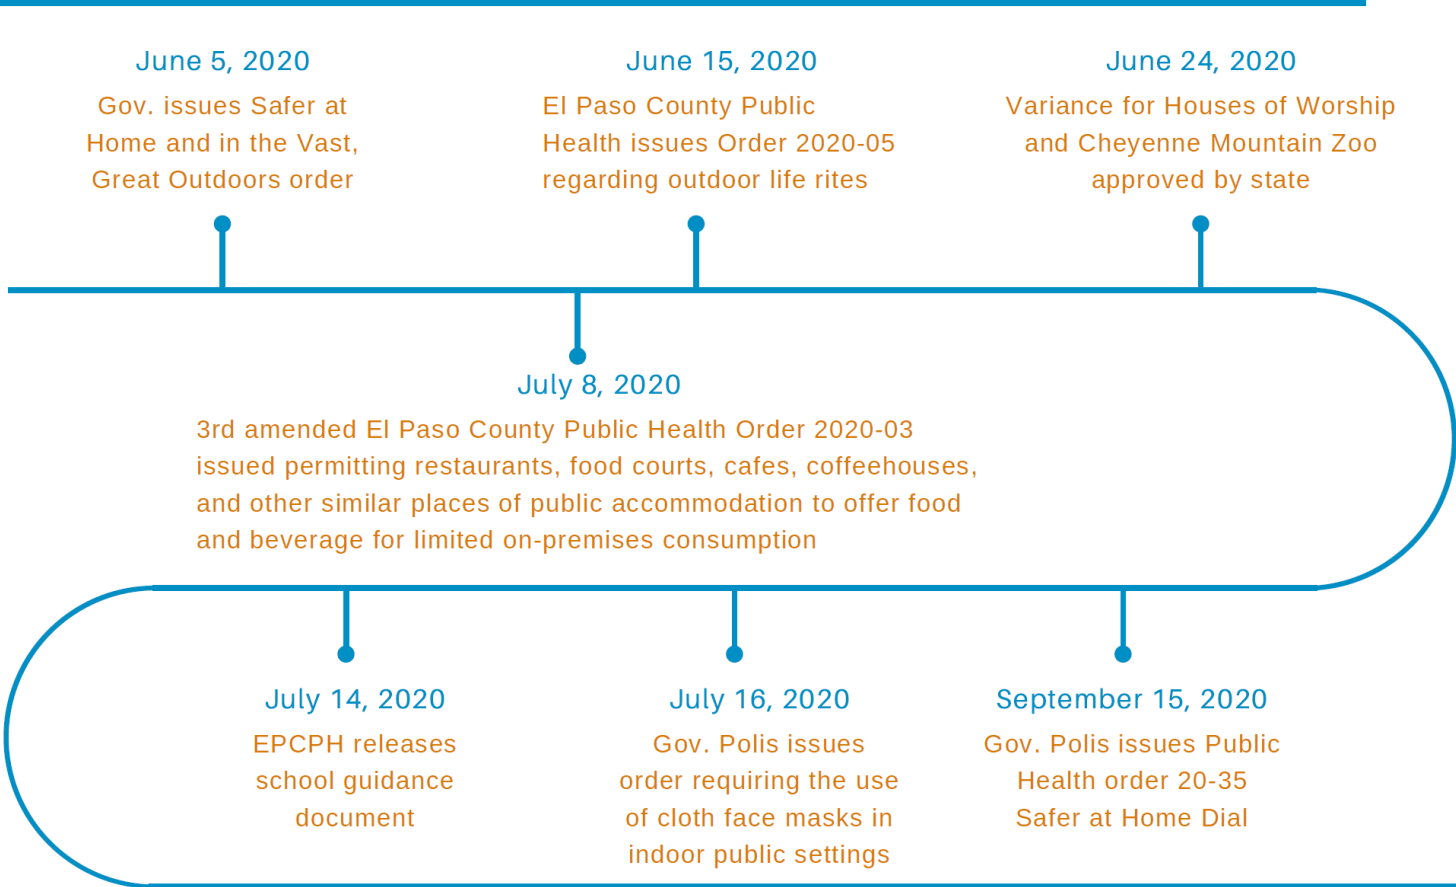 June 5, 2020
Gov. issues Safer at
Home and in the Vast,
Great Outdoors order
June 15, 2020
El Paso County Public
Health issues Order 2020-05
regarding outdoor life rites
June 24, 2020
Variance for Houses of Worship
and Cheyenne Mountain Zoo
approved by state
July 8, 2020
3rd amended El Paso County Public Health Order 2020-03
issued permitting restaurants, food courts, cafes, coffeehouses,
and other similar places of public accommodation to offer food
and beverage for limited on-premises consumption
July 14, 2020
EPCPH releases
school guidance
document
July 16, 2020
Gov. Polis issues
order requiring the use
of cloth face masks in
indoor public settings
September 15, 2020
Gov. Polis issues Public
Health order 20-35
Safer at Home Dial